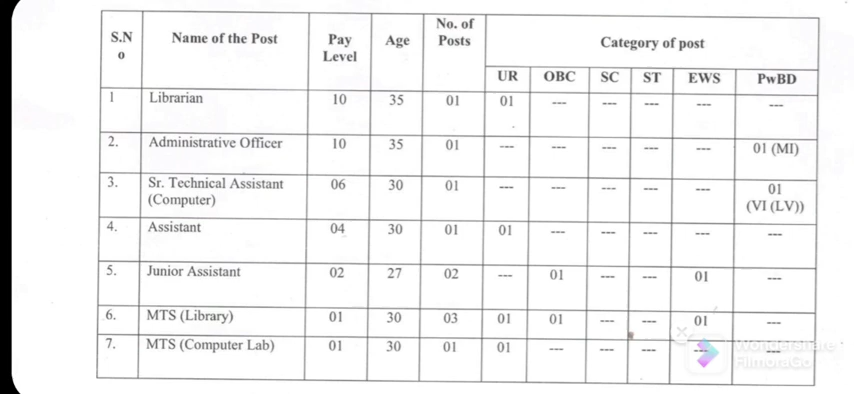 S.N
o
Name of the Post
Pay
Level
Age
No. of
Posts
Category of post
UR OBC SC ST EWS PwBD
1 Librarian 10 35 01 01 --- --- --- --- ---
2. Administrative Officer 10 35 01 --- --- --- --- --- 01 (MI)
3. Sr. Technical Assistant
(Computer) 06 30 01 --- --- --- --- --- 01
(VI (LV))
4. Assistant 04 30 01 01 --- --- --- --- ---
5. Junior Assistant 02 27 02 --- 01 --- --- 01 ---
6. MTS (Library) 01 30 03 01 01 --- --- 01 ---
7. MTS (Computer Lab) 01 30 01 01 --- --- --- --- ---
Wondershare
FilmoraGo